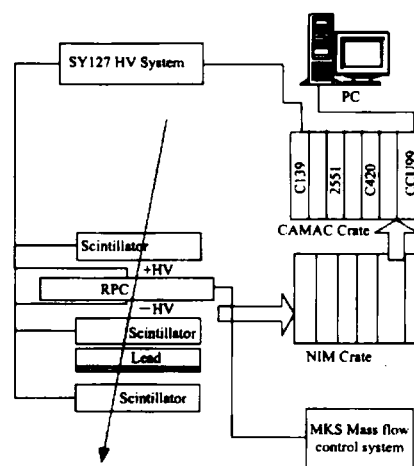 SY127 HV System
PC
C139
2551
C420
CCU99
CAMAC Crate
Scintillator
+HV
RPC
—HV
Scintillator
Lead
Scintillator
NIM Crate
MKS Mass flow
control system